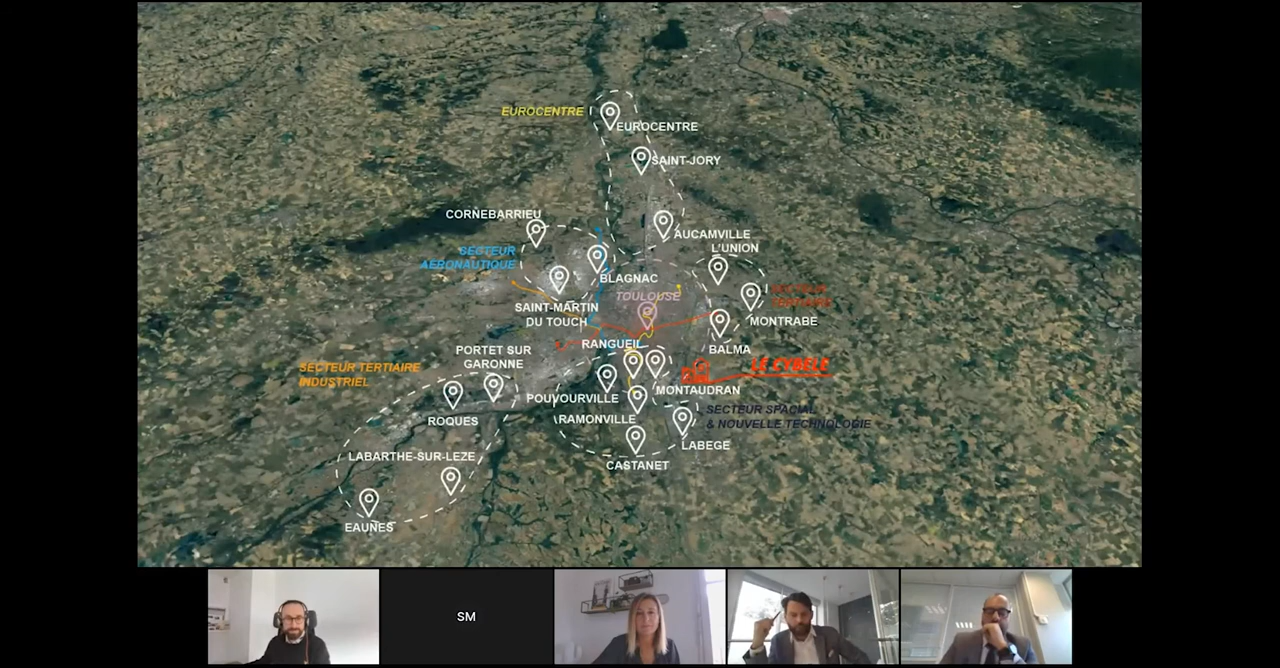 EUROCENTRE
EUROCENTRE
SAINT-JORY
CORNEBARRIEU
AUCAMVILLE
L'UNION
SECTEUR
AERONAUTIQUE
BLAGNAC
TOULOUSE
SECTEUR
TERTIAIRE
SAINT-MARTIN
DU TOUCH
MONTRABE
RANGUEIL
BALMA
PORTET SUR
GARONNE
LE CYBELE
SECTEUR TERTIAIRE
INDUSTRIEL
MONTAUDRAN
POUVOURVILLE
SECTEUR SPACIAL
& NOUVELLE TECHNOLOGIE
ROQUES
RAMONVILLE
LABEGE
LABARTHE-SUR-LEZE
CASTANET
EAUNES
SM